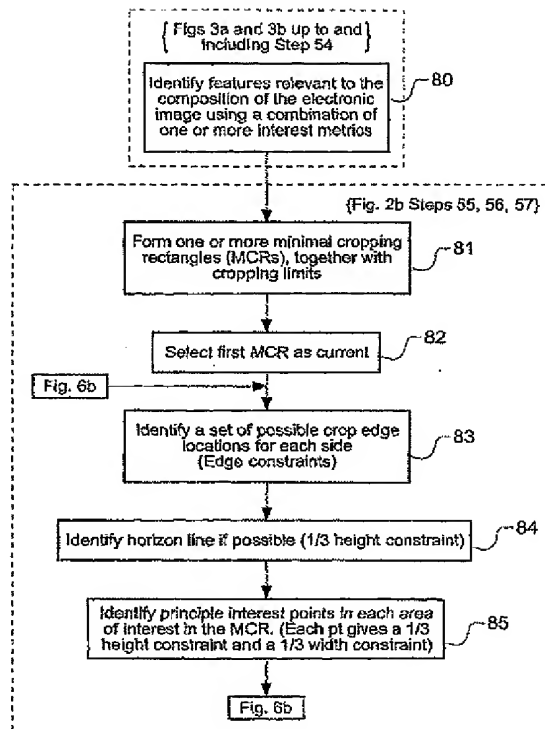 { Figs 3a and 3b up to and }
including Step 54
Identify features relevant to the
composition of the electronic
image using a combination of
one or more interest metrics
80
{Fig. 2b Steps 55, 56, 57}
Form one or more minimal cropping
rectangles (MCRs), together with
cropping limits
81
Select first MCR as current
82
Fig. 6b
Identify a set of possible crop edge
locations for each side
(Edge constraints)
83
Identify horizon line if possible (1/3 height constraint)
84
Identify principle interest points in each area
of interest in the MCR. (Each pt gives a 1/3
height constraint and a 1/3 width constraint)
85
Fig. 6b